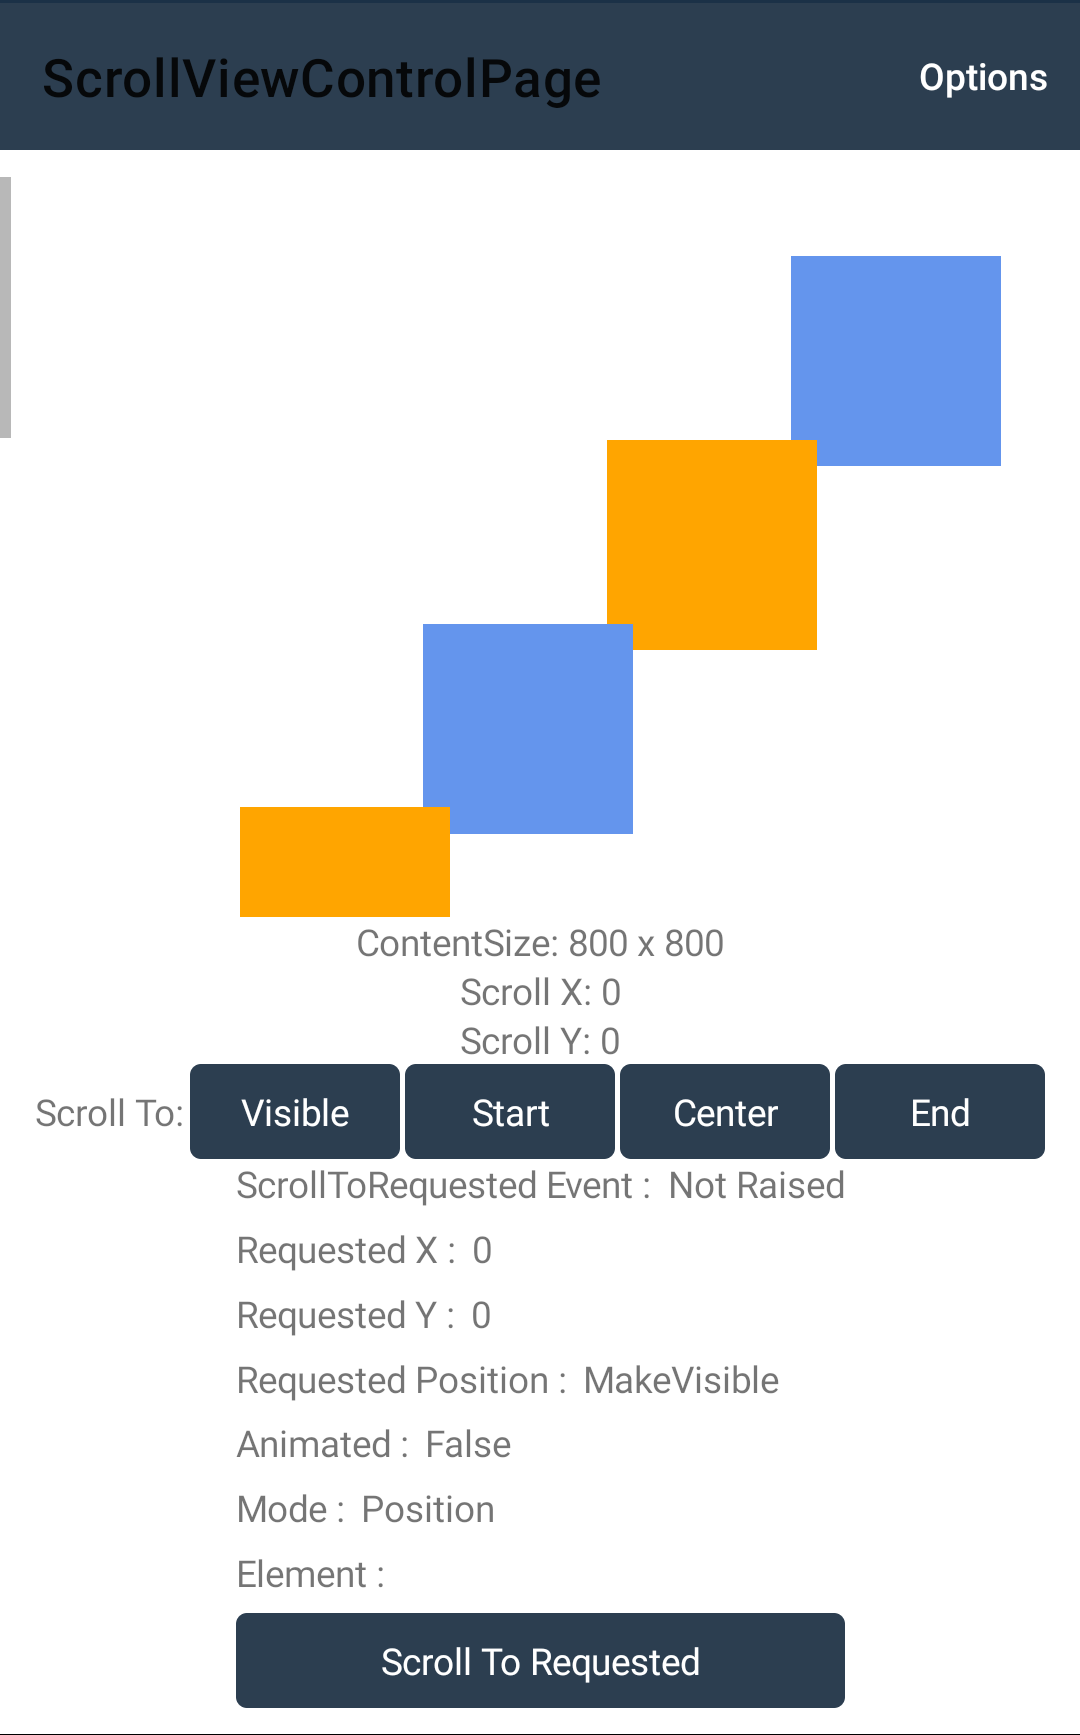 ScrollViewControlPage Options
ContentSize: 800 x 800
Scroll X: 0
Scroll Y: 0
Scroll To: Visible Start Center End
ScrollToRequested Event : Not Raised
Requested X : 0
Requested Y : 0
Requested Position : MakeVisible
Animated : False
Mode : Position
Element :
Scroll To Requested